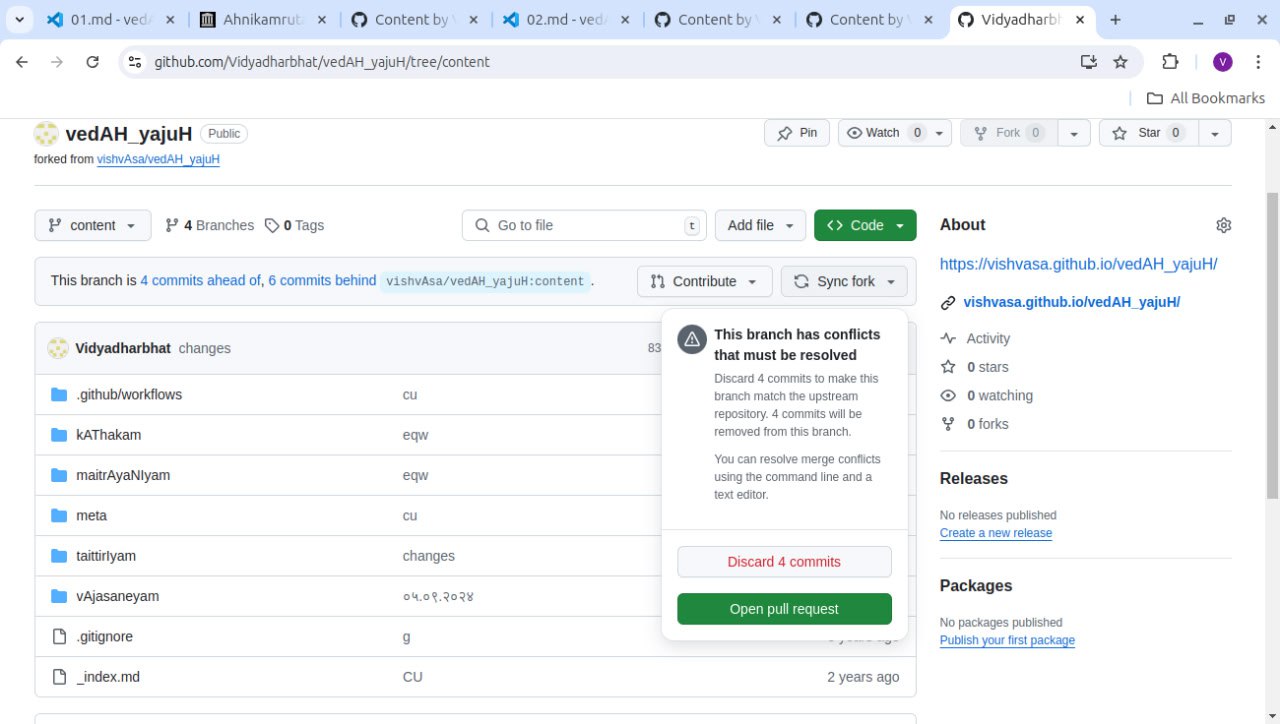 01.md - vedA
Ahnikamruta
Content by V
02.md - vedA
Content by V
Content by V
Vidyadharbh
github.com/Vidyadharbhat/vedAH_yajuH/tree/content
V
All Bookmarks
vedAH_yajuH Public
Pin
Watch 0
Fork 0
Star 0
forked from vishvAsa/vedAH_yajuH
content
4 Branches
0 Tags
Go to file
t
Add file
Code
This branch is 4 commits ahead of, 6 commits behind vishvAsa/vedAH_yajuH:content .
Contribute
Sync fork
This branch has conflicts
that must be resolved
Discard 4 commits to make this
branch match the upstream
repository. 4 commits will be
removed from this branch.
You can resolve merge conflicts
using the command line and a
text editor.
Discard 4 commits
Open pull request
Vidyadharbhat changes
83
.github/workflows cu
kAThakam eqw
maitrAyaNIyam eqw
meta cu
taittirIyam changes
vAjasaneyam ०५.०९.२०२४
.gitignore g
years ago
_index.md CU 2 years ago
About
https://vishvasa.github.io/vedAH_yajuH/
vishvasa.github.io/vedAH_yajuH/
Activity
0 stars
0 watching
0 forks
Releases
No releases published
Create a new release
Packages
No packages published
Publish your first package